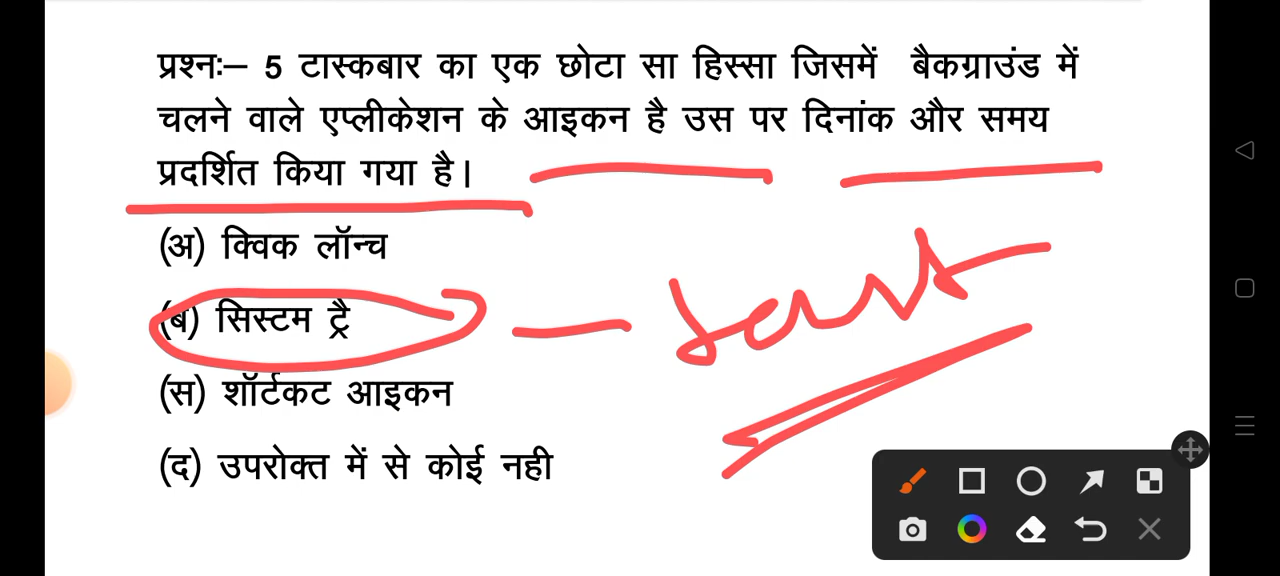 प्रश्नः– 5 टास्कबार का एक छोटा सा हिस्सा जिसमें बैकग्राउंड में
चलने वाले एप्लीकेशन के आइकन है उस पर दिनांक और समय
प्रदर्शित किया गया है।
(अ) क्विक लॉन्च
(ब) सिस्टम ट्रै
(स) शॉर्टकट आइकन
(द) उपरोक्त में से कोई नही